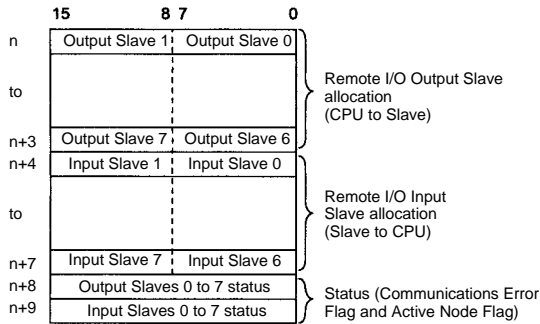 15 8 7 0
n Output Slave 1 Output Slave 0
to
n+3 Output Slave 7 Output Slave 6
Remote I/O Output Slave
allocation
(CPU to Slave)
n+4 Input Slave 1 Input Slave 0
to
n+7 Input Slave 7 Input Slave 6
Remote I/O Input
Slave allocation
(Slave to CPU)
n+8 Output Slaves 0 to 7 status
n+9 Input Slaves 0 to 7 status
Status (Communications Error
Flag and Active Node Flag)